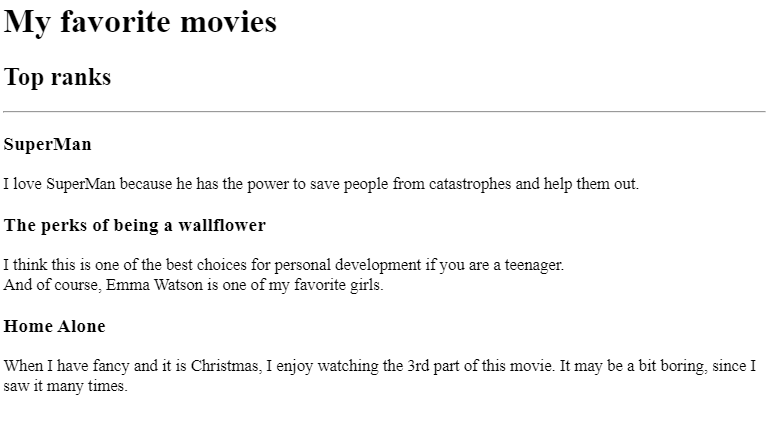 My favorite movies
Top ranks
SuperMan
I love SuperMan because he has the power to save people from catastrophes and help them out.
The perks of being a wallflower
I think this is one of the best choices for personal development if you are a teenager.
And of course, Emma Watson is one of my favorite girls.
Home Alone
When I have fancy and it is Christmas, I enjoy watching the 3rd part of this movie. It may be a bit boring, since I
saw it many times.